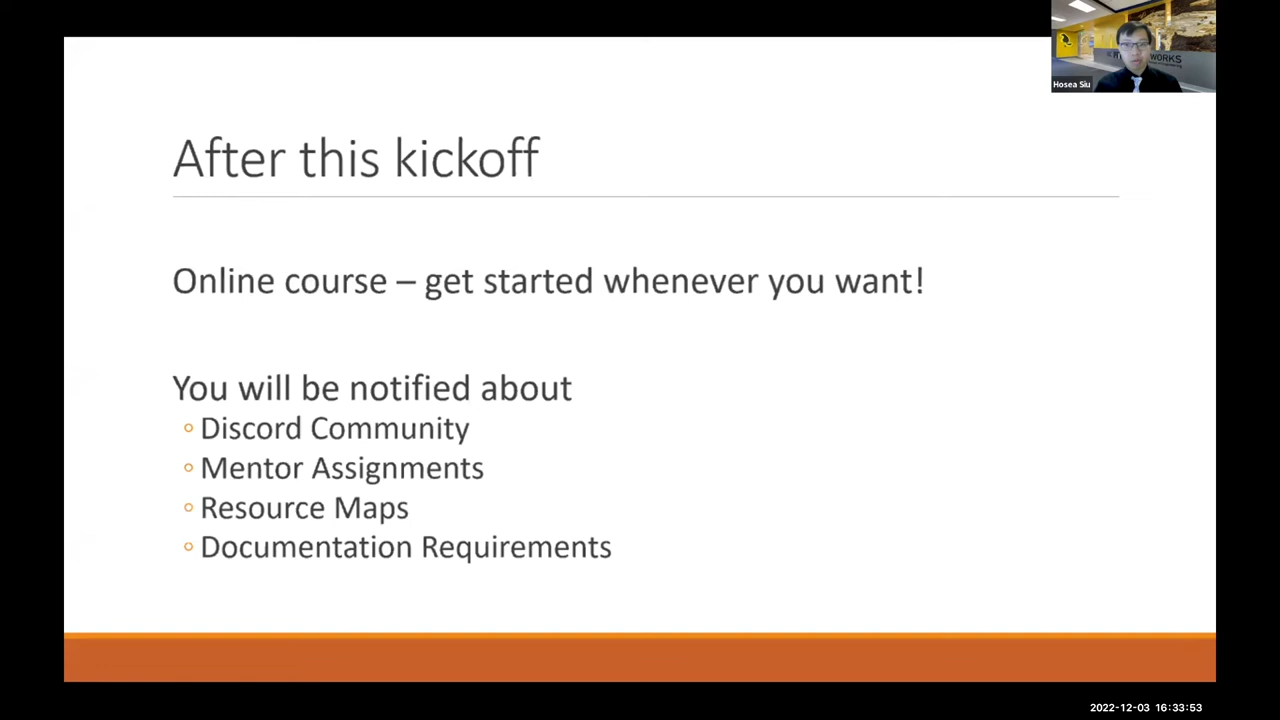 After this kickoff
Online course – get started whenever you want!
You will be notified about
Discord Community
Mentor Assignments
Resource Maps
Documentation Requirements
WORKS
Hosea Siu
2022-12-03 16:33:53